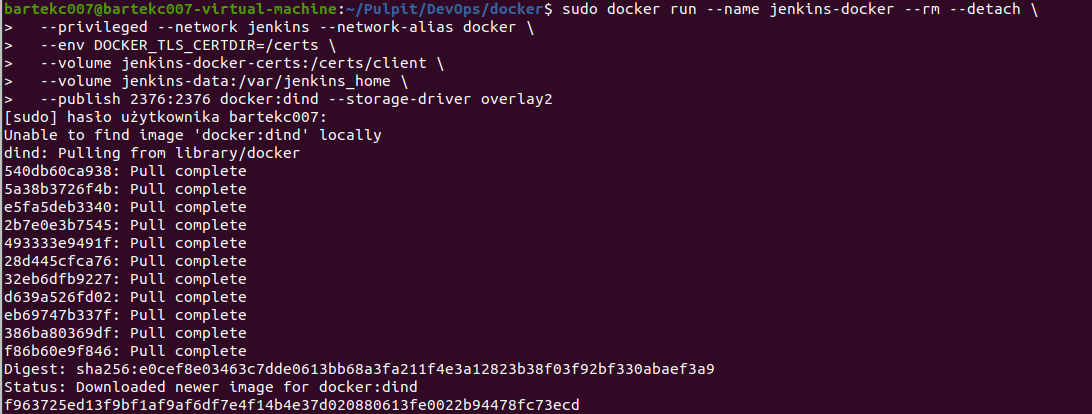 bartekc007@bartekc007-virtual-machine:~/Pulpit/DevOps/docker$ sudo docker run --name jenkins-docker --rm --detach \
>   --privileged --network jenkins --network-alias docker \
>   --env DOCKER_TLS_CERTDIR=/certs \
>   --volume jenkins-docker-certs:/certs/client \
>   --volume jenkins-data:/var/jenkins_home \
>   --publish 2376:2376 docker:dind --storage-driver overlay2
[sudo] hasło użytkownika bartekc007:
Unable to find image 'docker:dind' locally
dind: Pulling from library/docker
540db60ca938: Pull complete
5a38b3726f4b: Pull complete
e5fa5deb3340: Pull complete
2b7e0e3b7545: Pull complete
493333e9491f: Pull complete
28d445cfca76: Pull complete
32eb6dfb9227: Pull complete
d639a526fd02: Pull complete
eb69747b337f: Pull complete
386ba80369df: Pull complete
f86b60e9f846: Pull complete
Digest: sha256:e0cef8e03463c7dde0613bb68a3fa211f4e3a12823b38f03f92bf330abaef3a9
Status: Downloaded newer image for docker:dind
f963725ed13f9bf1af9af6df7e4f14b4e37d020880613fe0022b94478fc73ecd